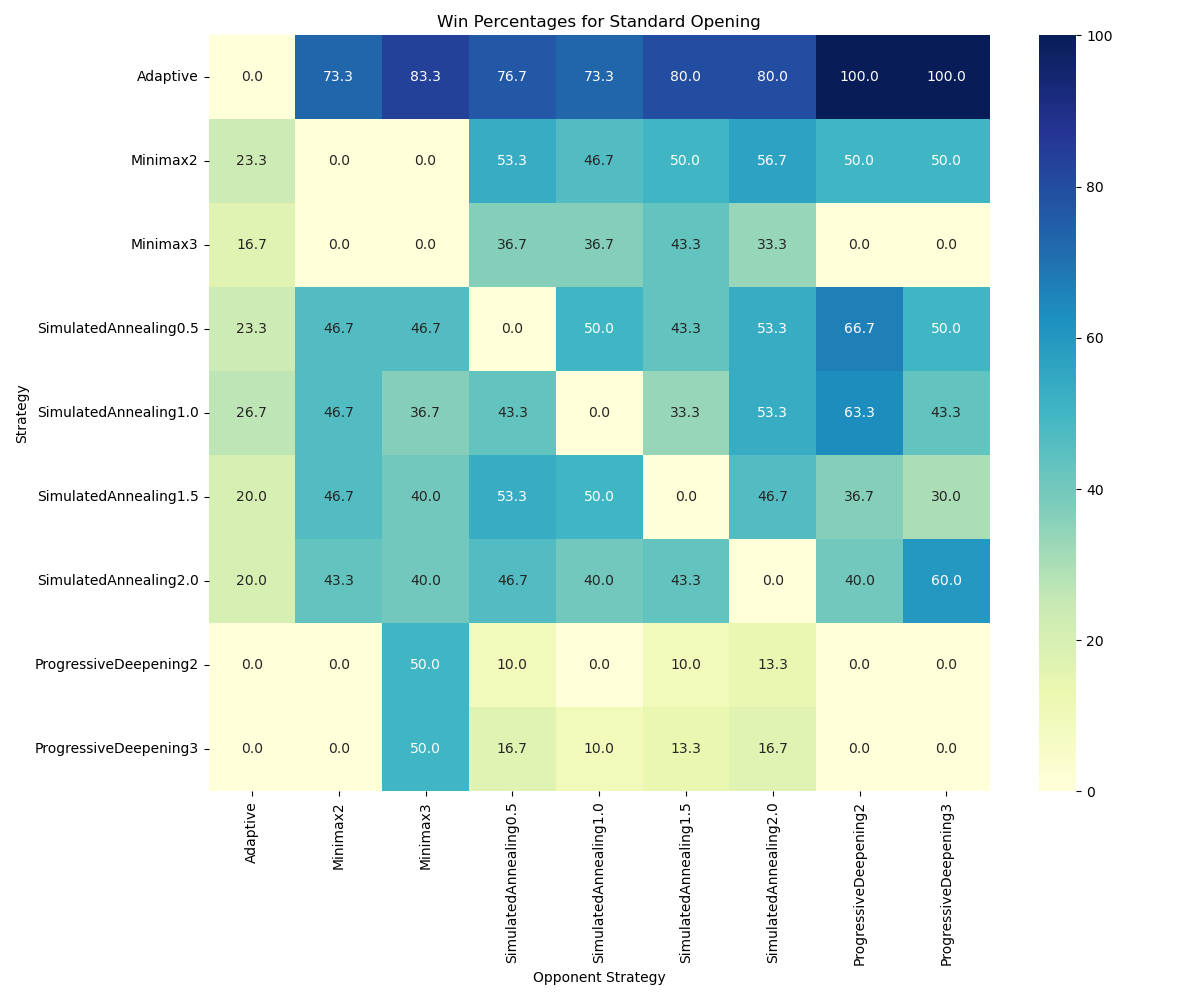 Win Percentages for Standard Opening
Adaptive 0.0 73.3 83.3 76.7 73.3 80.0 80.0 100.0 100.0
Minimax2 23.3 0.0 0.0 53.3 46.7 50.0 56.7 50.0 50.0
Minimax3 16.7 0.0 0.0 36.7 36.7 43.3 33.3 0.0 0.0
SimulatedAnnealing0.5 23.3 46.7 46.7 0.0 50.0 43.3 53.3 66.7 50.0
SimulatedAnnealing1.0 26.7 46.7 36.7 43.3 0.0 33.3 53.3 63.3 43.3
SimulatedAnnealing1.5 20.0 46.7 40.0 53.3 50.0 0.0 46.7 36.7 30.0
SimulatedAnnealing2.0 20.0 43.3 40.0 46.7 40.0 43.3 0.0 40.0 60.0
ProgressiveDeepening2 0.0 0.0 50.0 10.0 0.0 10.0 13.3 0.0 0.0
ProgressiveDeepening3 0.0 0.0 50.0 16.7 10.0 13.3 16.7 0.0 0.0
Strategy
Adaptive
Minimax2
Minimax3
SimulatedAnnealing0.5
SimulatedAnnealing1.0
SimulatedAnnealing1.5
SimulatedAnnealing2.0
ProgressiveDeepening2
ProgressiveDeepening3
Opponent Strategy
100
80
60
40
20
0